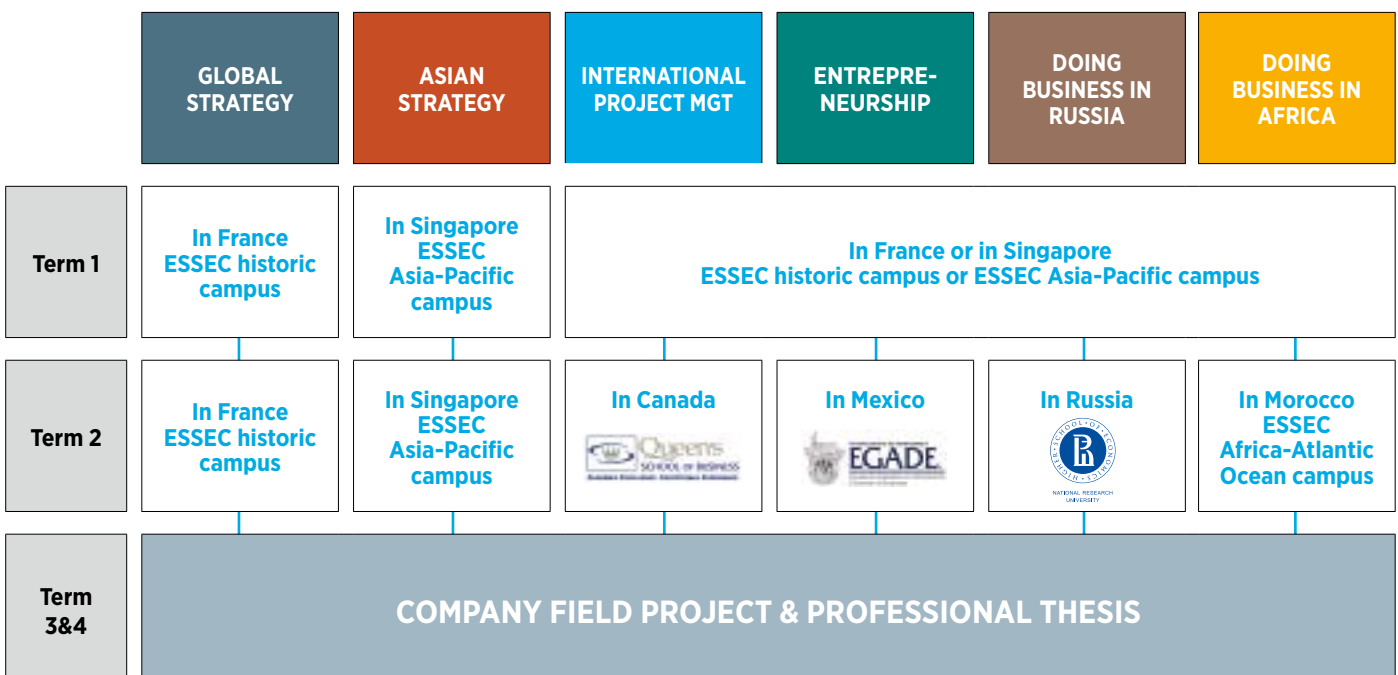 GLOBAL
STRATEGY
ASIAN
STRATEGY
INTERNATIONAL
PROJECT MGT
ENTREPRE-
NEURSHIP
DOING
BUSINESS IN
RUSSIA
DOING
BUSINESS IN
AFRICA
Term 1
In France
ESSEC historic
campus
In Singapore
ESSEC
Asia-Pacific
campus
In France or in Singapore
ESSEC historic campus or ESSEC Asia-Pacific campus
Term 2
In France
ESSEC historic
campus
In Singapore
ESSEC
Asia-Pacific
campus
In Canada
Queens
SCHOOL OF BUSINESS
In Mexico
EGADE
In Russia
HIGHER · SCHOOL · OF · ECONOMICS
NATIONAL RESEARCH
UNIVERSITY
In Morocco
ESSEC
Africa-Atlantic
Ocean campus
Term
3&4
COMPANY FIELD PROJECT & PROFESSIONAL THESIS